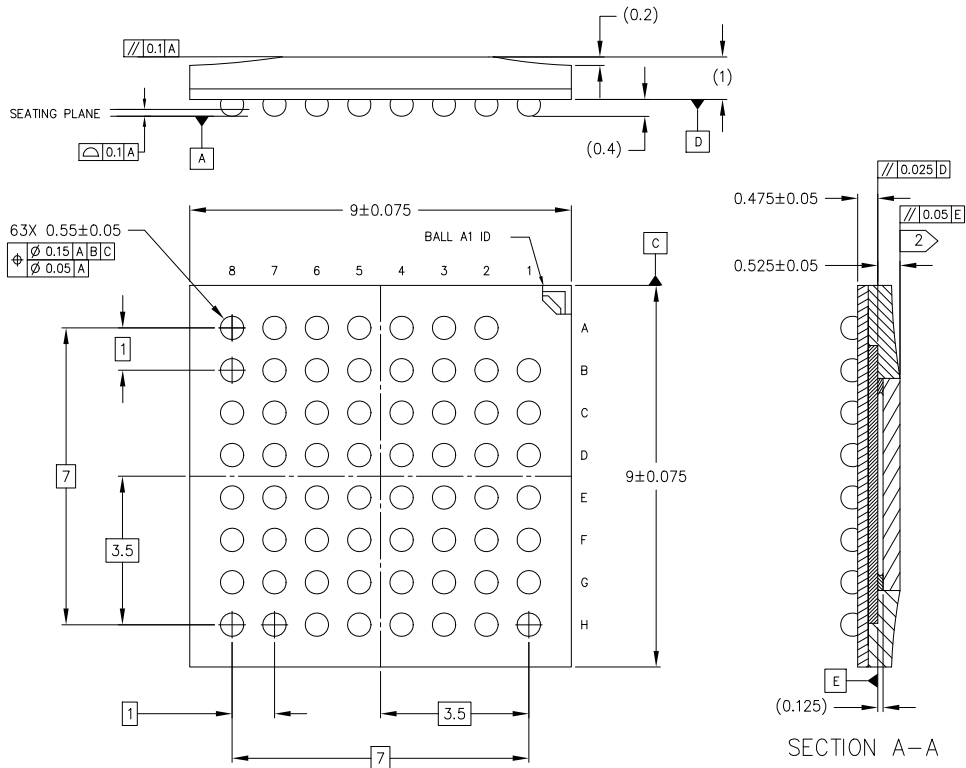 (0.2)
// 0.1 A
(1)
SEATING PLANE
⌓ 0.1 A
A
(0.4)
D
// 0.025 D
0.475±0.05
// 0.05 E
2
0.525±0.05
9±0.075
63X 0.55±0.05
⌖ Ø 0.15 A B C
Ø 0.05 A
BALL A1 ID
C
8 7 6 5 4 3 2 1
A
B
C
D
E
F
G
H
1
7
3.5
9±0.075
1
3.5
7
E
(0.125)
SECTION A-A